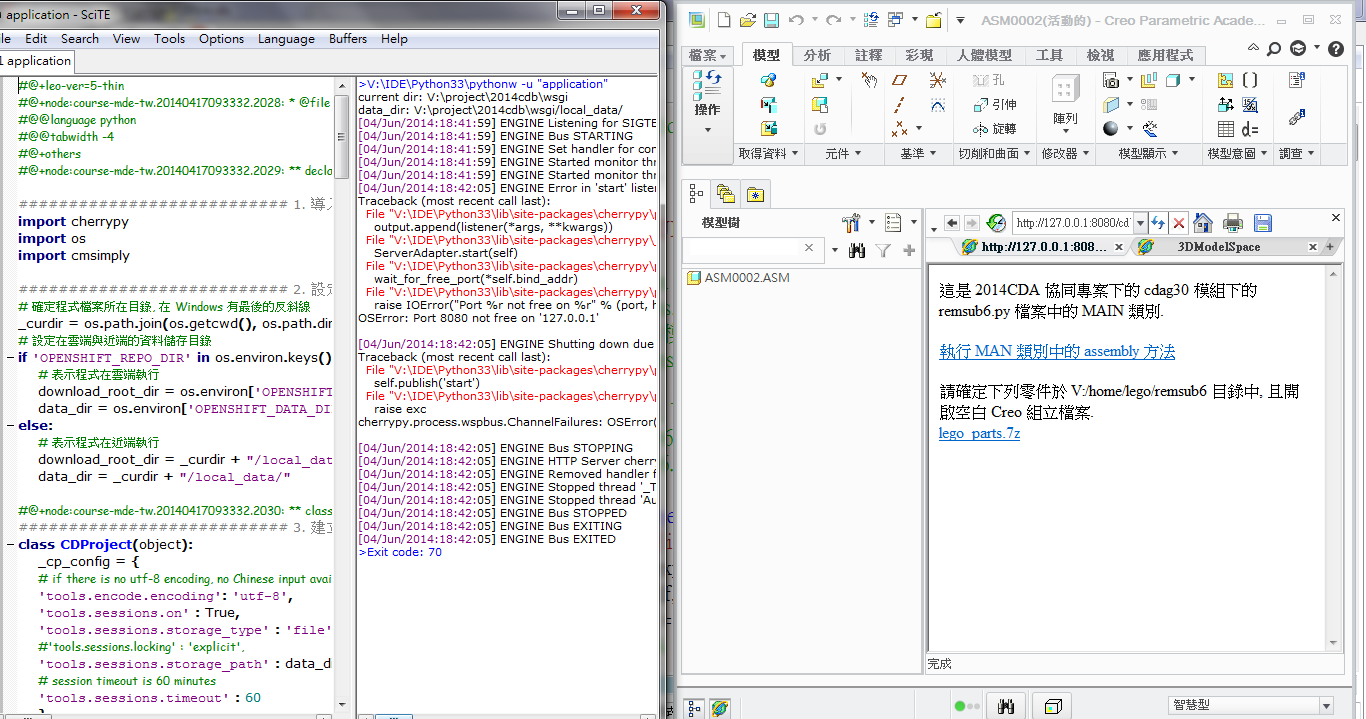 application - SciTE
le Edit Search View Tools Options Language Buffers Help
1 application
#@+leo-ver=5-thin
#@+node:course-mde-tw.20140417093332.2028: * @file
#@@language python
#@@tabwidth -4
#@+others
#@+node:course-mde-tw.20140417093332.2029: ** decla
########################### 1. 導入
import cherrypy
import os
import cmsimply
########################### 2. 設定
# 確定程式檔案所在目錄, 在 Windows 有最後的反斜線
_curdir = os.path.join(os.getcwd(), os.path.dir
# 設定在雲端與近端的資料儲存目錄
if 'OPENSHIFT_REPO_DIR' in os.environ.keys()
# 表示程式在雲端執行
download_root_dir = os.environ['OPENSHIFT
data_dir = os.environ['OPENSHIFT_DATA_DI
else:
# 表示程式在近端執行
download_root_dir = _curdir + "/local_dat
data_dir = _curdir + "/local_data/"
#@+node:course-mde-tw.20140417093332.2030: ** class
########################### 3. 建立
class CDProject(object):
_cp_config = {
# if there is no utf-8 encoding, no Chinese input avai
'tools.encode.encoding': 'utf-8',
'tools.sessions.on' : True,
'tools.sessions.storage_type' : 'file'
#'tools.sessions.locking' : 'explicit',
'tools.sessions.storage_path' : data_d
# session timeout is 60 minutes
'tools.sessions.timeout' : 60
>V:\IDE\Python33\pythonw -u "application"
current dir: V:\project\2014cdb\wsgi
data_dir: V:\project\2014cdb\wsgi/local_data/
[04/Jun/2014:18:41:59] ENGINE Listening for SIGTE
[04/Jun/2014:18:41:59] ENGINE Bus STARTING
[04/Jun/2014:18:41:59] ENGINE Set handler for con
[04/Jun/2014:18:41:59] ENGINE Started monitor thr
[04/Jun/2014:18:41:59] ENGINE Started monitor thr
[04/Jun/2014:18:42:05] ENGINE Error in 'start' listen
Traceback (most recent call last):
File "V:\IDE\Python33\lib\site-packages\cherrypy\p
output.append(listener(*args, **kwargs))
File "V:\IDE\Python33\lib\site-packages\cherrypy\
ServerAdapter.start(self)
File "V:\IDE\Python33\lib\site-packages\cherrypy\p
wait_for_free_port(*self.bind_addr)
File "V:\IDE\Python33\lib\site-packages\cherrypy\p
raise IOError("Port %r not free on %r" % (port, h
OSError: Port 8080 not free on '127.0.0.1'
[04/Jun/2014:18:42:05] ENGINE Shutting down due
Traceback (most recent call last):
File "V:\IDE\Python33\lib\site-packages\cherrypy\p
self.publish('start')
File "V:\IDE\Python33\lib\site-packages\cherrypy\p
raise exc
cherrypy.process.wspbus.ChannelFailures: OSError(
[04/Jun/2014:18:42:05] ENGINE Bus STOPPING
[04/Jun/2014:18:42:05] ENGINE HTTP Server cherry
[04/Jun/2014:18:42:05] ENGINE Removed handler f
[04/Jun/2014:18:42:05] ENGINE Stopped thread '_T
[04/Jun/2014:18:42:05] ENGINE Stopped thread 'Au
[04/Jun/2014:18:42:05] ENGINE Bus STOPPED
[04/Jun/2014:18:42:05] ENGINE Bus EXITING
[04/Jun/2014:18:42:05] ENGINE Bus EXITED
>Exit code: 70
ASM0002(活動的) - Creo Parametric Acade...
檔案 模型 分析 註釋 彩現 人體模型 工具 檢視 應用程式
操作
孔
引伸
旋轉
陣列
取得資料 元件 基準 切削和曲面 修改器 模型顯示 模型意圖 調查
模型樹
ASM0002.ASM
http://127.0.0.1:8080/cd
http://127.0.0.1:808... 3DModelSpace
這是 2014CDA 協同專案下的 cdag30 模組下的
remsub6.py 檔案中的 MAIN 類別.
執行 MAN 類別中的 assembly 方法
請確定下列零件於 V:/home/lego/remsub6 目錄中, 且開
啟空白 Creo 組立檔案.
lego_parts.7z
完成
智慧型